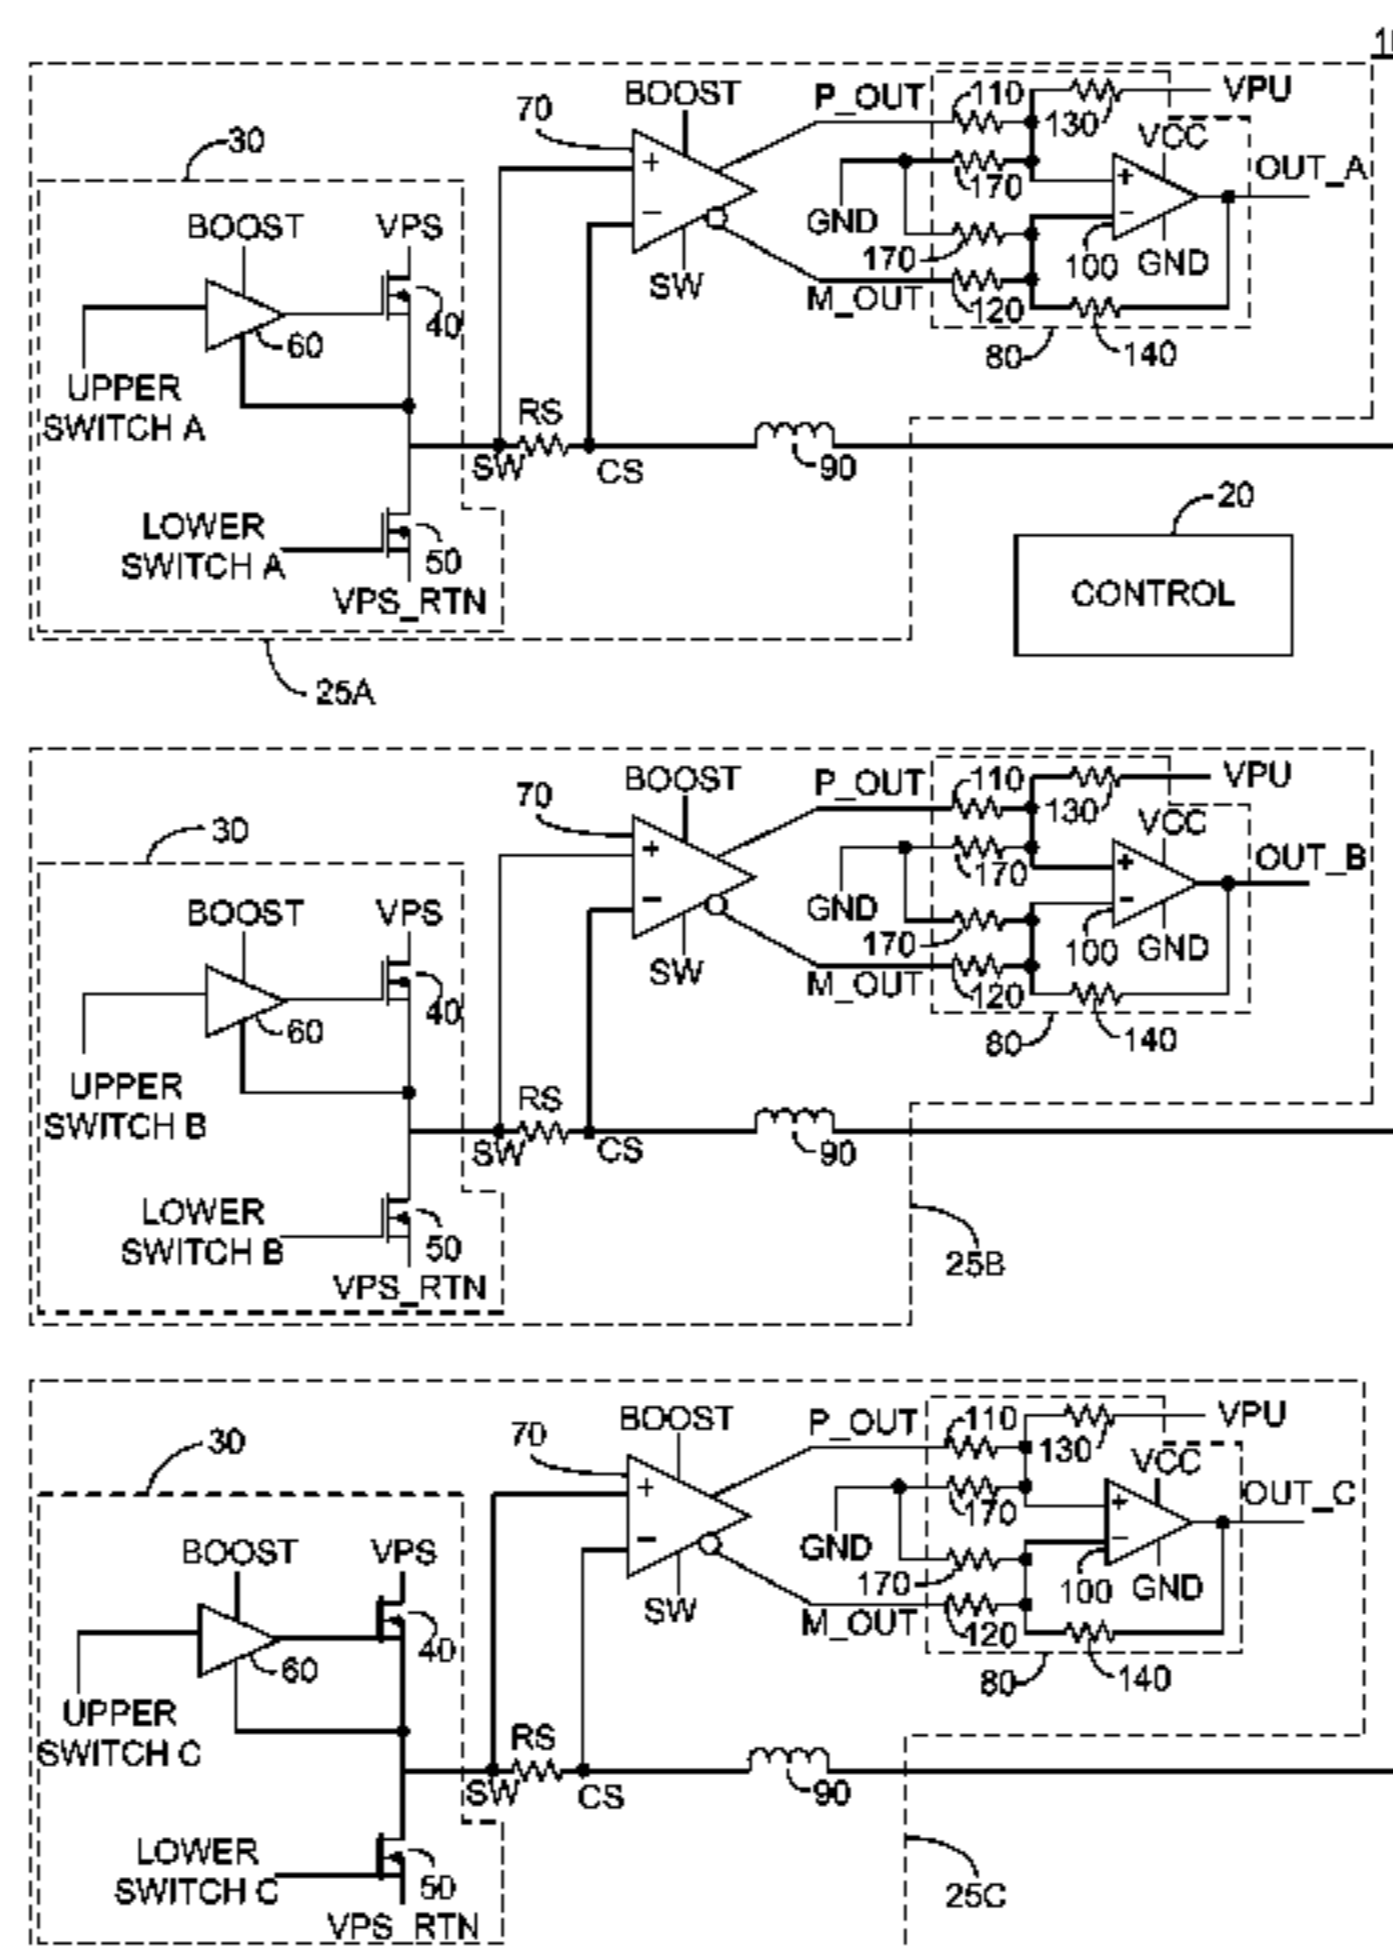 10
BOOST
P_OUT
110
VPU
70
130
VCC
OUT_A
30
+
170
+
BOOST
VPS
−
GND
−
170
100
GND
SW
M_OUT
120
60
40
80
140
UPPER
SWITCH A
RS
SW
CS
90
20
LOWER
SWITCH A
50
CONTROL
VPS_RTN
25A
BOOST
P_OUT
110
VPU
70
130
VCC
30
+
170
+
OUT_B
BOOST
VPS
−
GND
−
170
100
GND
SW
M_OUT
120
60
40
80
140
UPPER
SWITCH B
RS
SW
CS
90
LOWER
SWITCH B
50
25B
VPS_RTN
BOOST
P_OUT
110
VPU
70
130
30
VCC
+
170
+
OUT_C
BOOST
VPS
−
GND
−
170
100
GND
SW
M_OUT
120
60
40
80
140
UPPER
SWITCH C
RS
SW
CS
90
LOWER
SWITCH C
50
25C
VPS_RTN